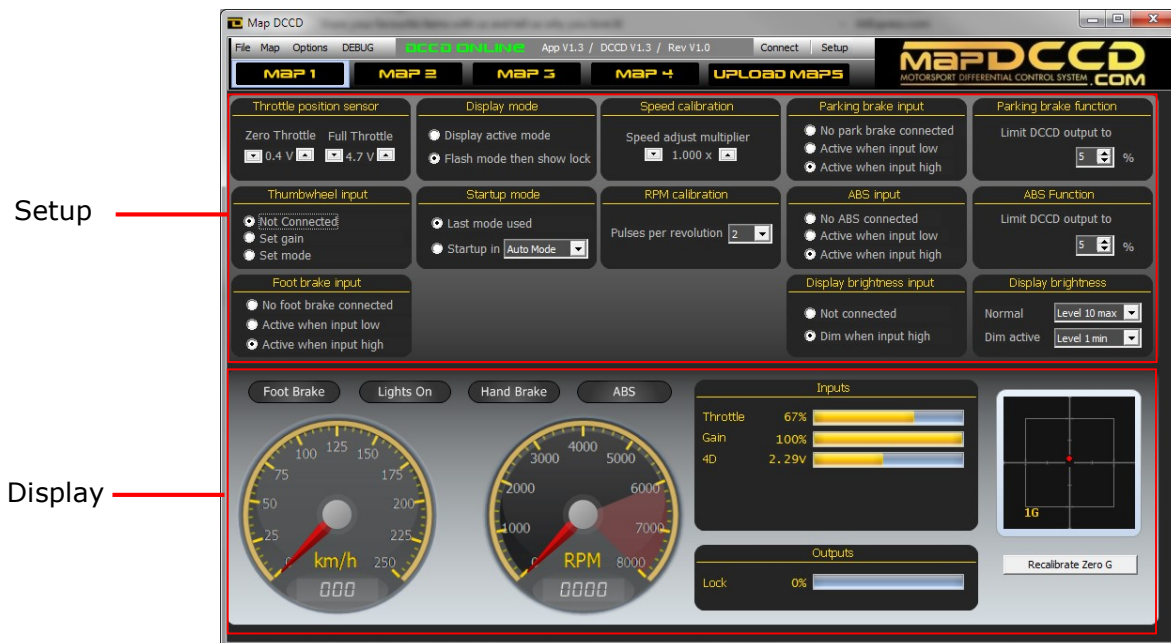 Map DCCD
File Map Options DEBUG DCCD ONLINE App V1.3 / DCCD V1.3 / Rev V1.0 Connect Setup
MAP 1 MAP 2 MAP 3 MAP 4 UPLOAD MAPS
MAPDCCD
MOTORSPORT DIFFERENTIAL CONTROL SYSTEM .COM
Setup
Throttle position sensor
Zero Throttle Full Throttle
0.4 V 4.7 V
Display mode
Display active mode
Flash mode then show lock
Speed calibration
Speed adjust multiplier
1.000 x
Parking brake input
No park brake connected
Active when input low
Active when input high
Parking brake function
Limit DCCD output to
5 %
Thumbwheel input
Not Connected
Set gain
Set mode
Startup mode
Last mode used
Startup in Auto Mode
RPM calibration
Pulses per revolution 2
ABS input
No ABS connected
Active when input low
Active when input high
ABS Function
Limit DCCD output to
5 %
Foot brake input
No foot brake connected
Active when input low
Active when input high
Display brightness input
Not connected
Dim when input high
Display brightness
Normal Level 10 max
Dim active Level 1 min
Display
Foot Brake Lights On Hand Brake ABS
0 25 50 75 100 125 150 175 200 225 250
km/h
000
0 1000 2000 3000 4000 5000 6000 7000 8000
RPM
0000
Inputs
Throttle 67%
Gain 100%
4D 2.29v
Outputs
Lock 0%
1G
Recalibrate Zero G